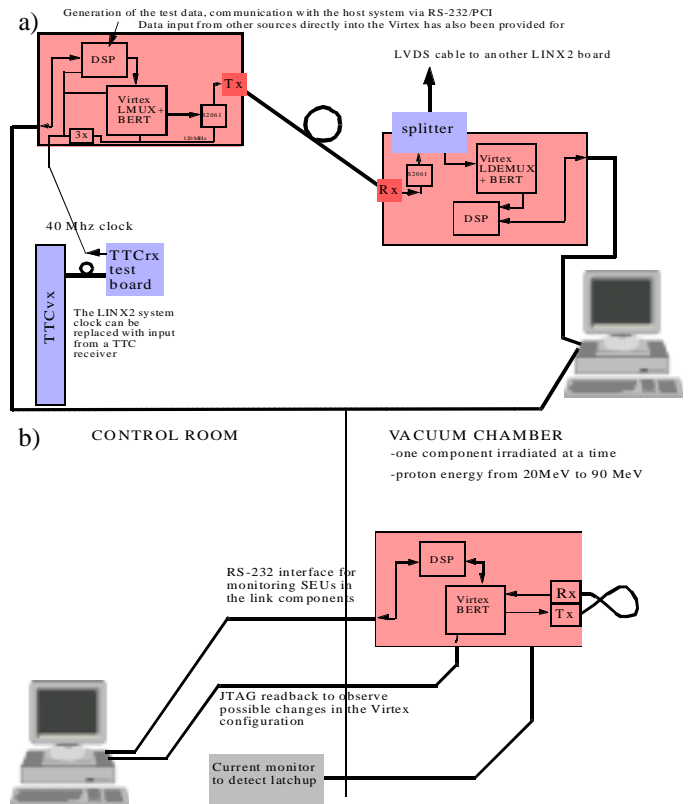 a)
Generation of the test data, communication with the host system via RS-232/PCI
Data input from other sources directly into the Virtex has also been provided for
DSP
Virtex
LMUX+
BERT
S2061
3x
120MHz
Tx
LVDS cable to another LINX2 board
splitter
S2061
Rx
Virtex
LDEMUX
+ BERT
DSP
40 Mhz clock
TTCvx
TTCrx
test
board
The LINX2 system
clock can be
replaced with input
from a TTC
receiver
b)
CONTROL ROOM
VACUUM CHAMBER
-one component irradiated at a time
-proton energy from 20MeV to 90 MeV
RS-232 interface for
monitoring SEUs in
the link components
DSP
Virtex
BERT
Rx
Tx
JTAG readback to observe
possible changes in the Virtex
configuration
Current monitor
to detect latchup